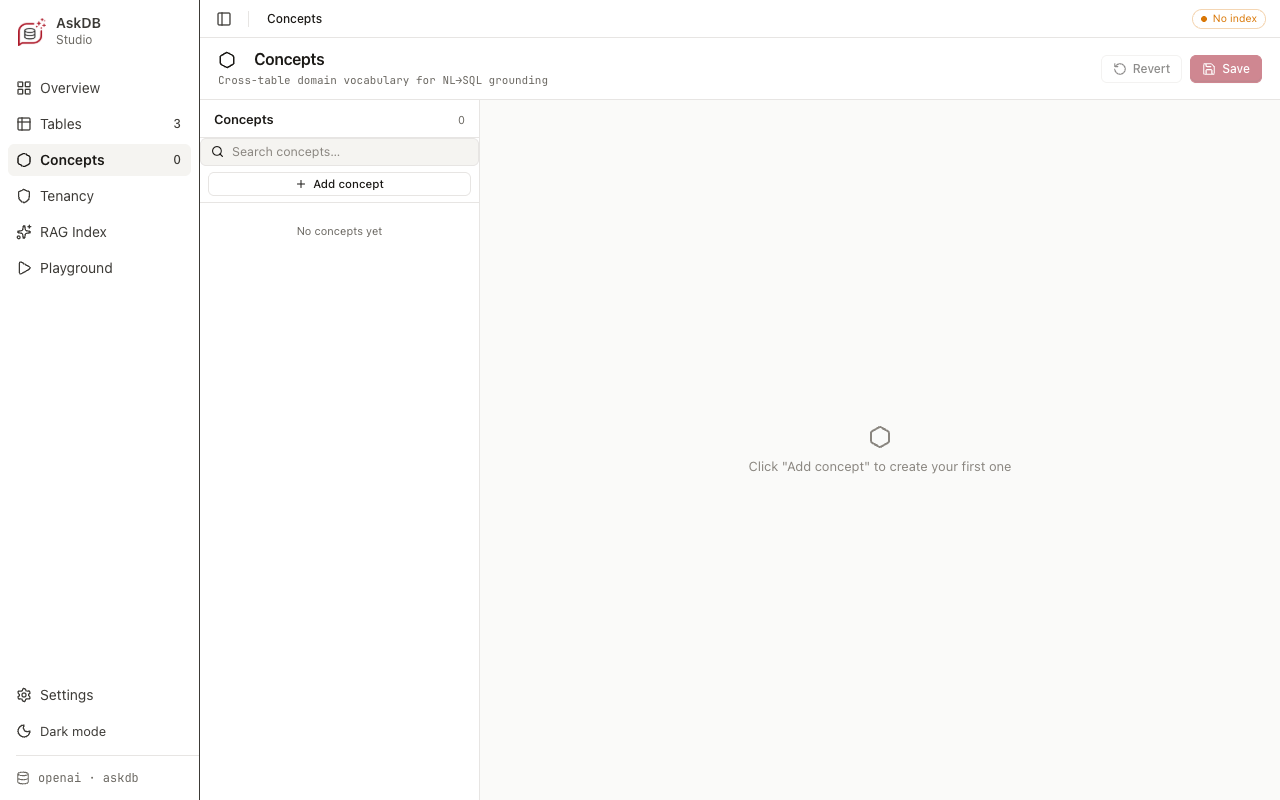 AskDB
Studio
Overview
Tables 3
Concepts 0
Tenancy
RAG Index
Playground
Settings
Dark mode
openai · askdb
Concepts
No index
Concepts
Cross-table domain vocabulary for NL→SQL grounding
Revert
Save
Concepts 0
Search concepts...
+ Add concept
No concepts yet
Click "Add concept" to create your first one